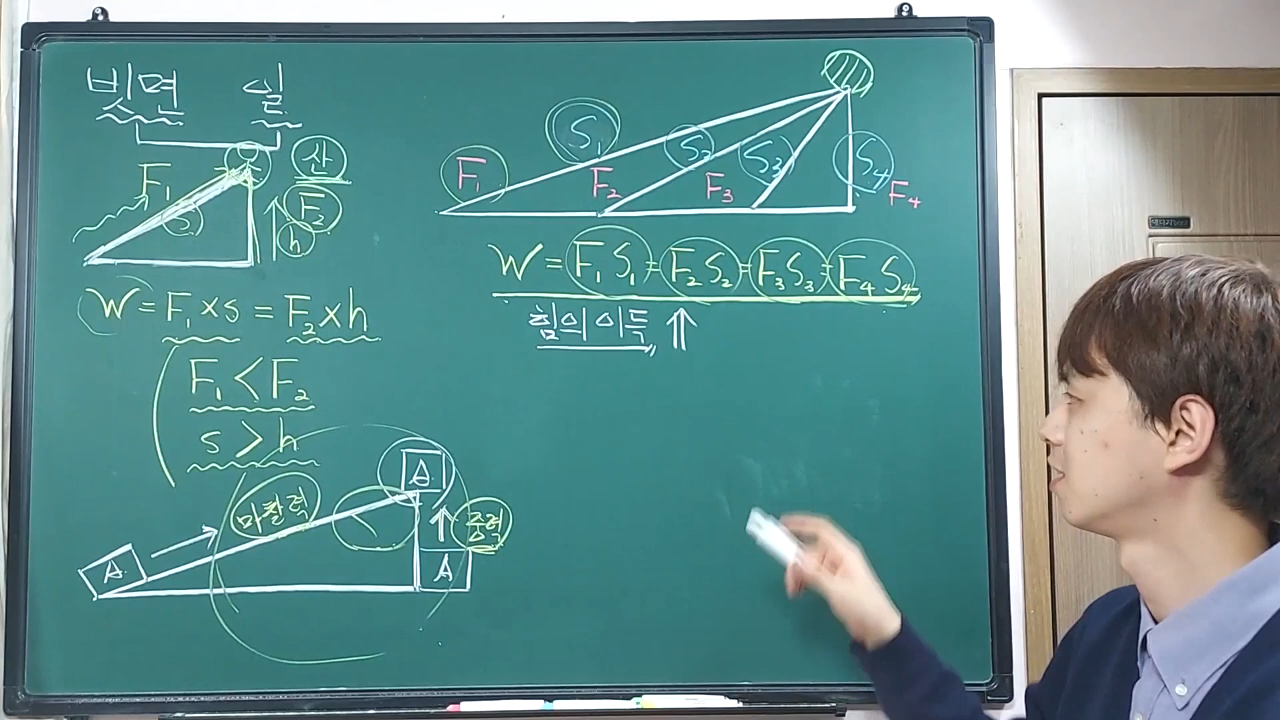 빗면 실
산
F₁
F₂
s
h
W = F₁×s = F₂×h
F₁ < F₂
s > h
A
마찰력
A
중력
A
S₁
S₂
S₃
S₄
F₁
F₂
F₃
F₄
W = F₁S₁ = F₂S₂ = F₃S₃ = F₄S₄
힘의 이득 ⇑